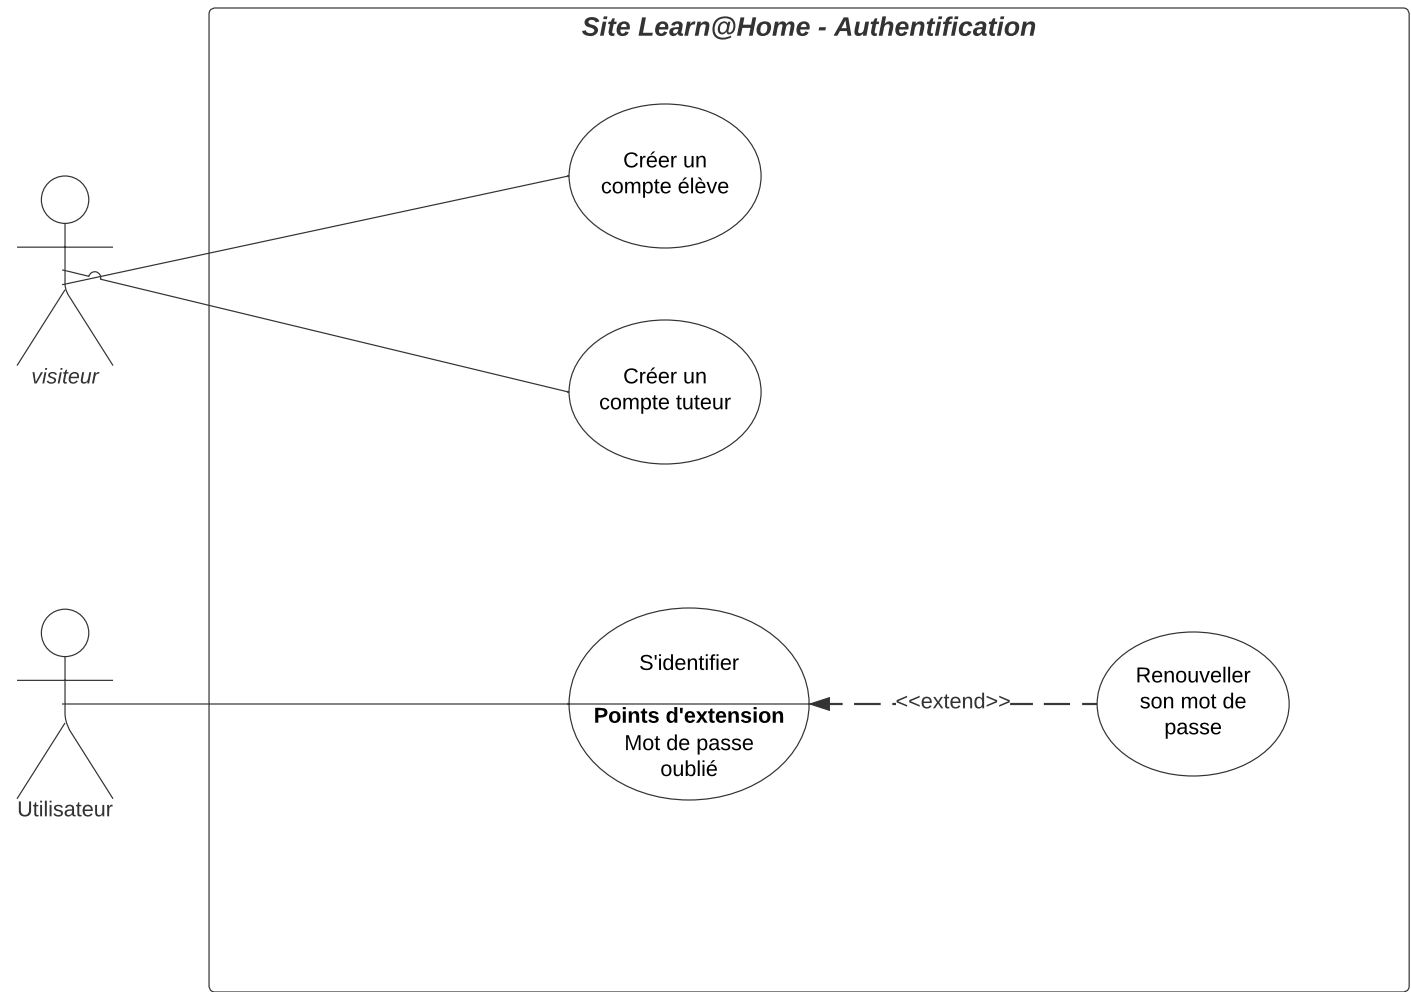 Site Learn@Home - Authentification
Créer un
compte élève
visiteur
Créer un
compte tuteur
S'identifier
Points d'extension
Mot de passe
oublié
<<extend>>
Renouveller
son mot de
passe
Utilisateur